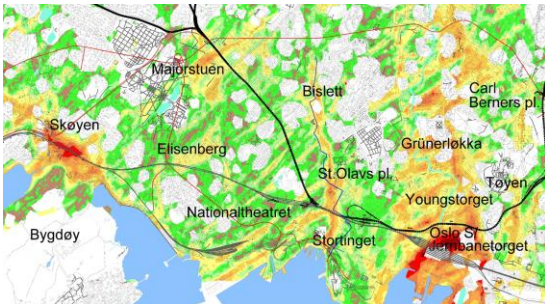 Majorstuen
Bislett
Carl
Berners pl.
Skøyen
Elisenberg
Grünerløkka
St.Olavs pl.
Tøyen
Youngstorget
Nationaltheatret
Bygdøy
Stortinget
Oslo S/
Jernbanetorget